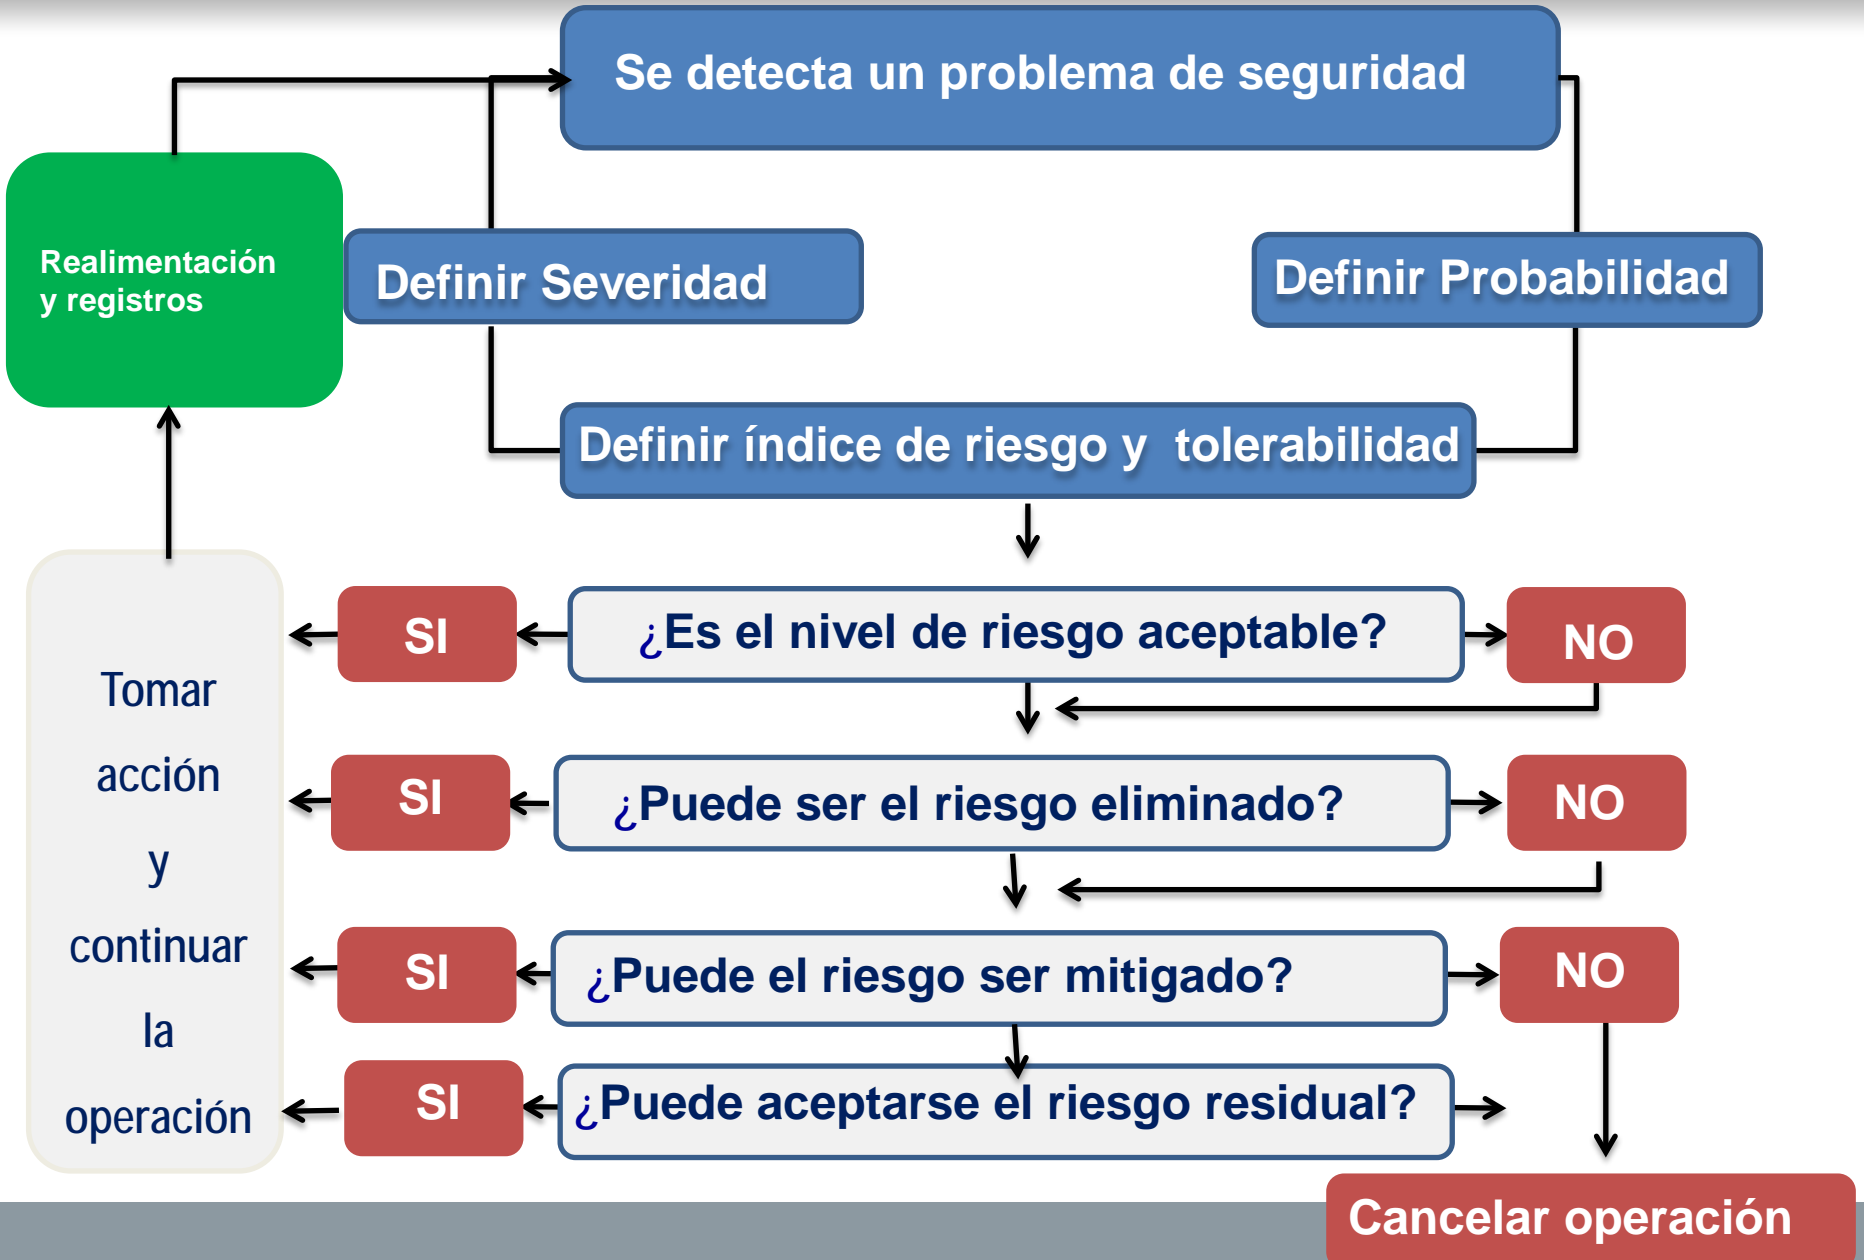 Se detecta un problema de seguridad
Realimentación
y registros
Definir Severidad
Definir Probabilidad
Definir índice de riesgo y tolerabilidad
SI
¿Es el nivel de riesgo aceptable?
NO
Tomar
acción
y
continuar
la
operación
SI
¿Puede ser el riesgo eliminado?
NO
SI
¿Puede el riesgo ser mitigado?
NO
SI
¿Puede aceptarse el riesgo residual?
Cancelar operación